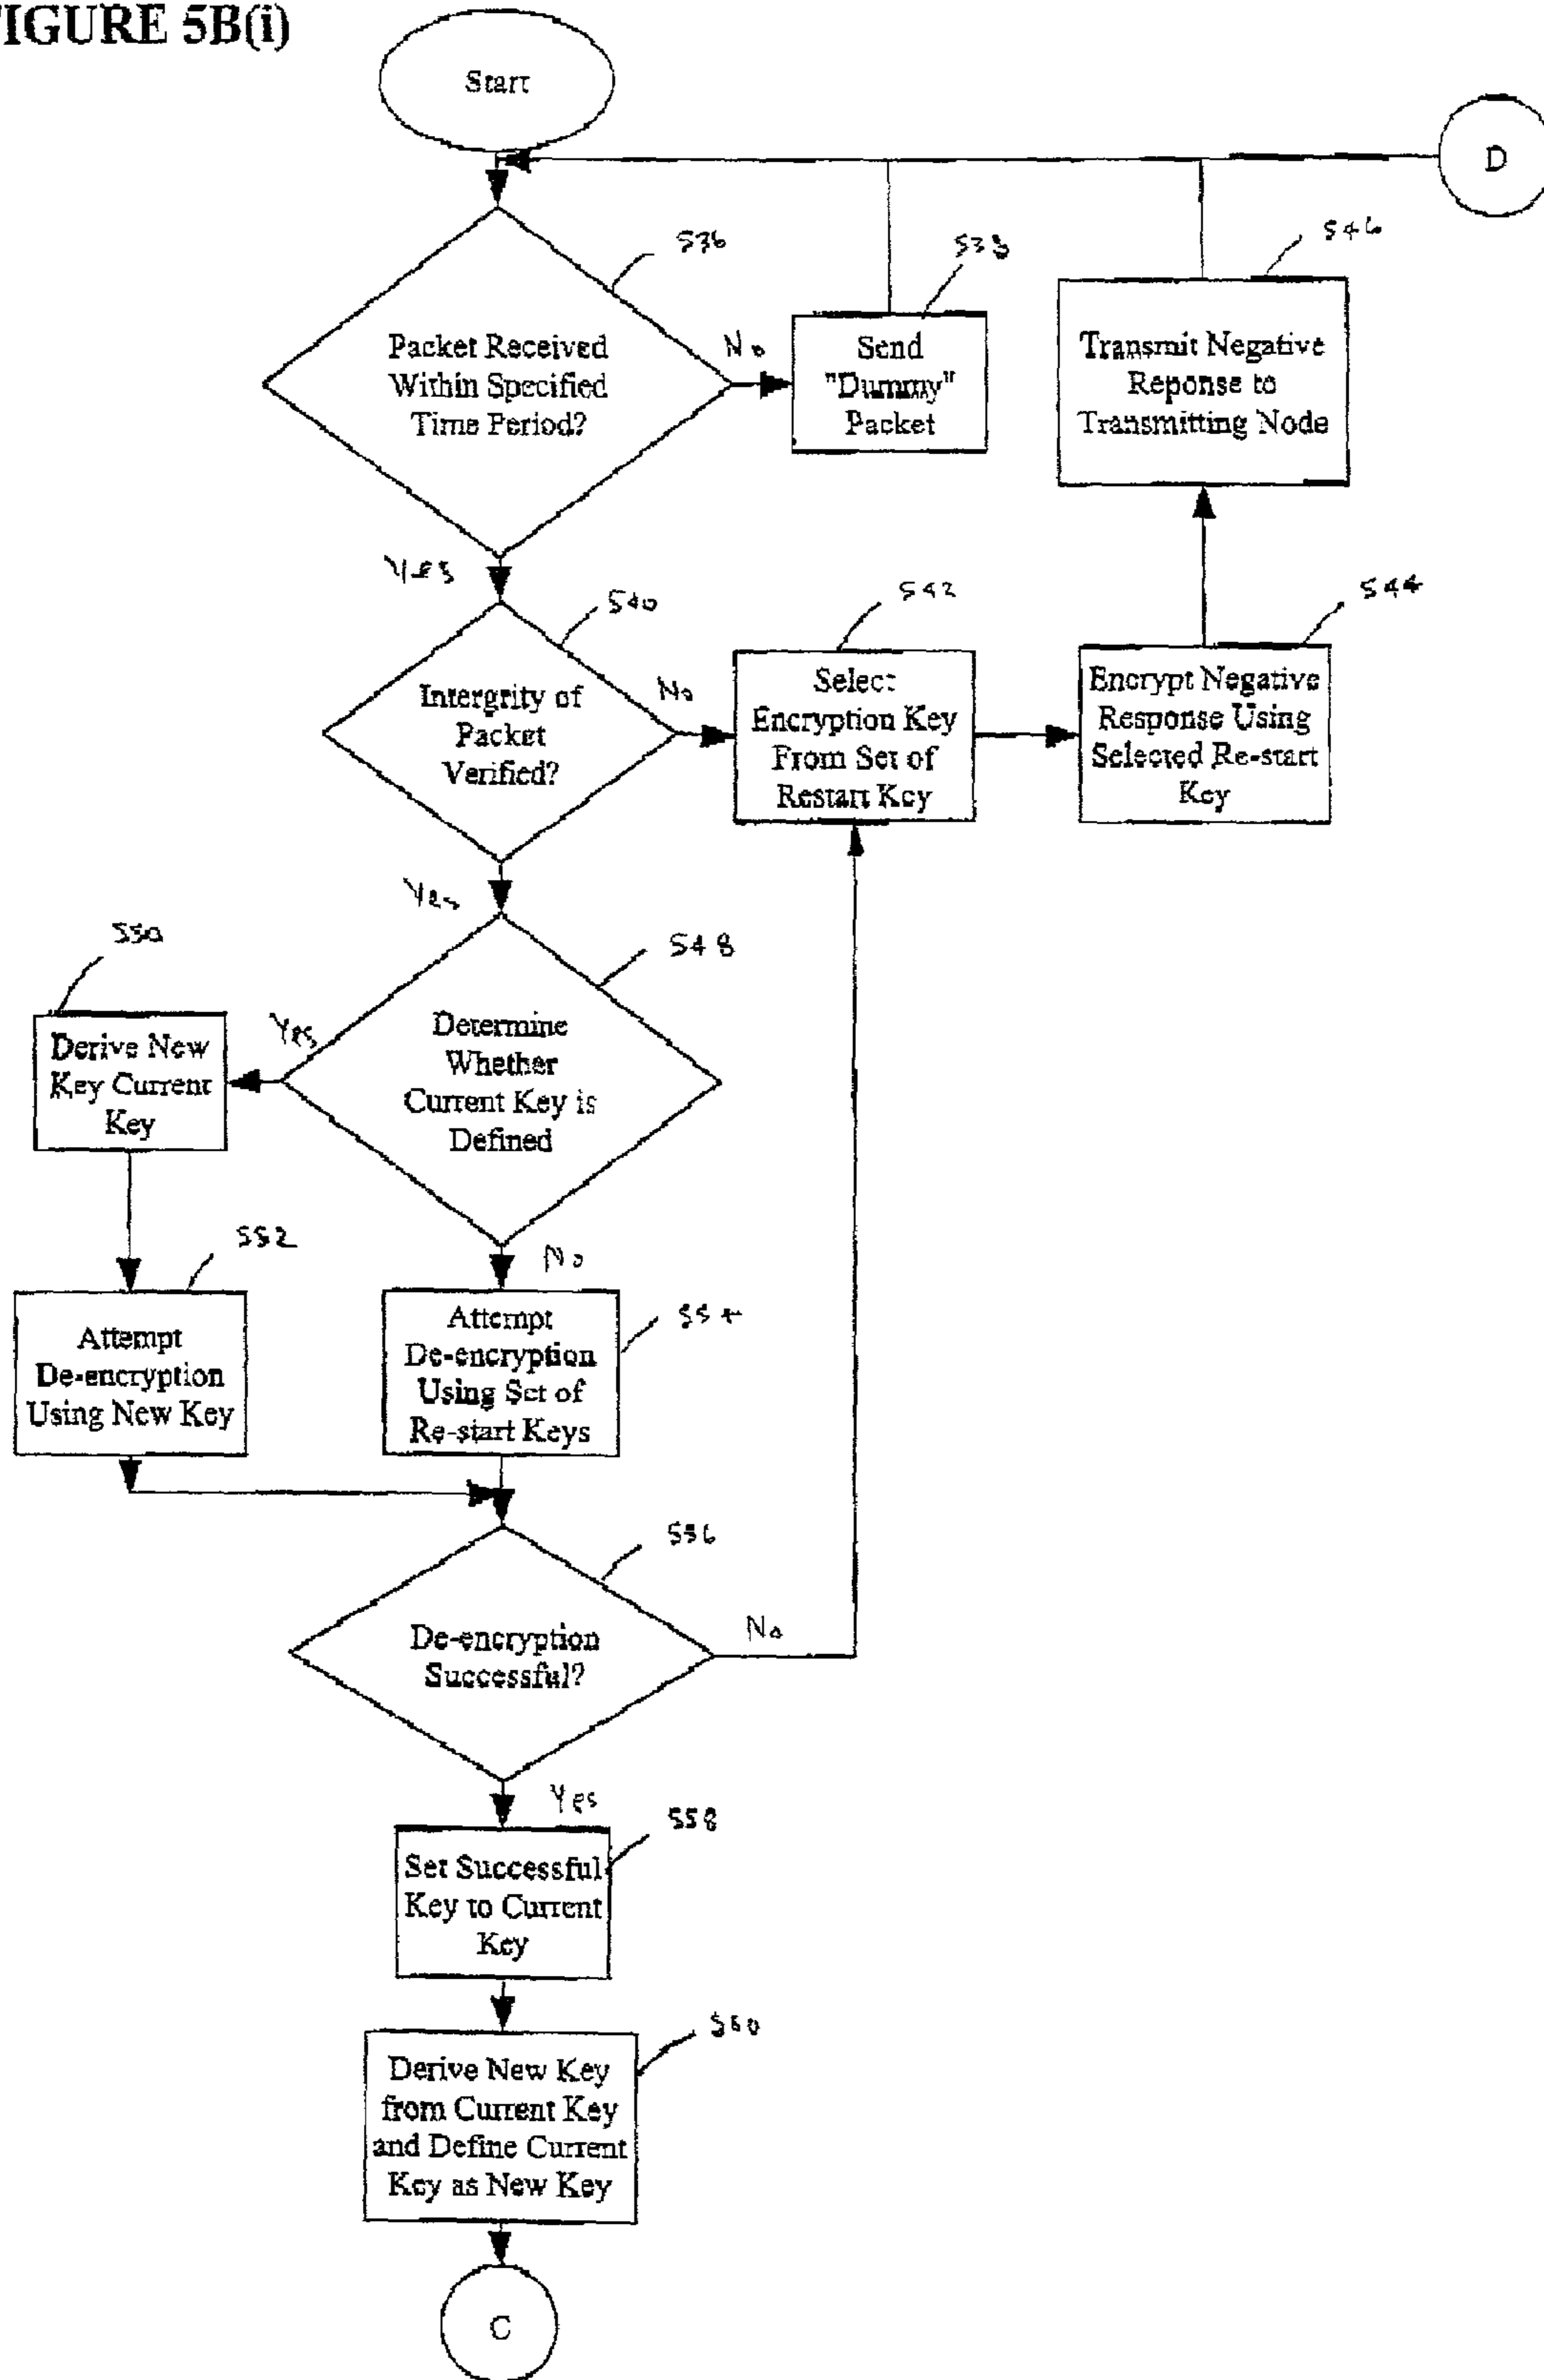 FIGURE 5B(i)
Start
D
536
538
546
Packet Received
Within Specified
Time Period?
No
Send
"Dummy"
Packet
Transmit Negative
Reponse to
Transmitting Node
Yes
540
542
544
Intergrity of
Packet
Verified?
No
Select
Encryption Key
From Set of
Restart Key
Encrypt Negative
Response Using
Selected Re-start
Key
Yes
550
548
Derive New
Key Current
Key
Yes
Determine
Whether
Current Key is
Defined
552
No
Attempt
De-encryption
Using New Key
Attempt
De-encryption
Using Set of
Re-start Keys
554
556
De-encryption
Successful?
No
Yes
558
Set Successful
Key to Current
Key
560
Derive New Key
from Current Key
and Define Current
Key as New Key
C